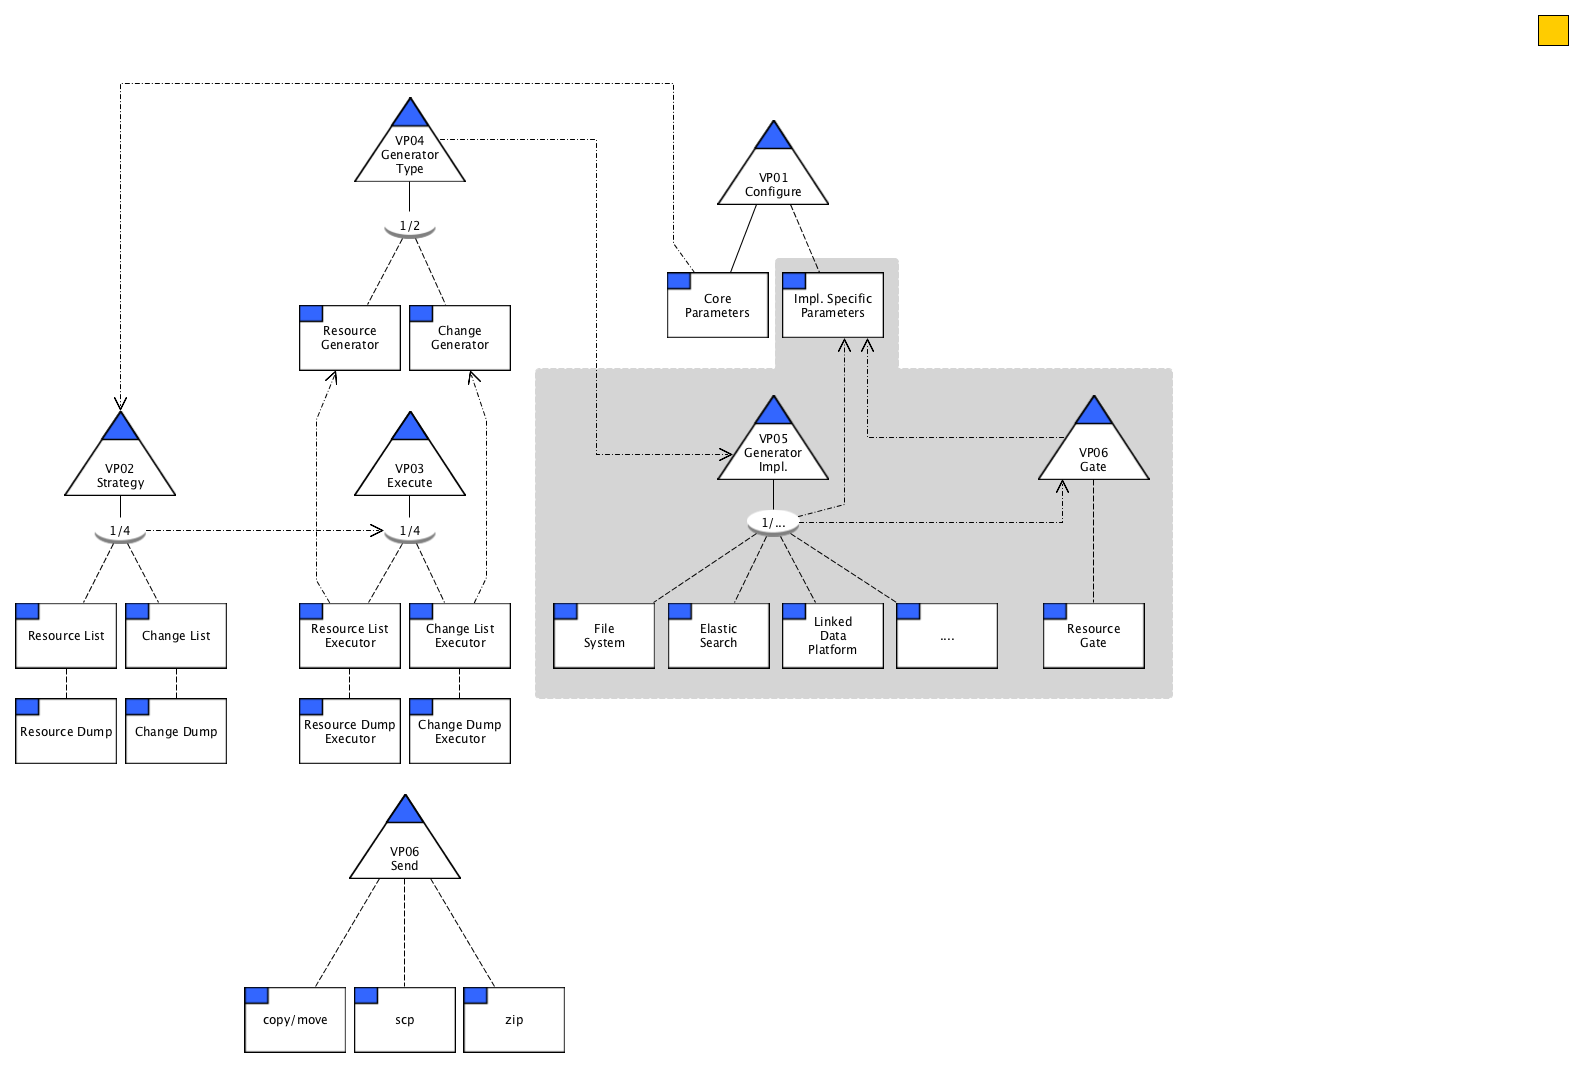 VP04
Generator
Type
VP01
Configure
1/2
Core
Parameters
Impl. Specific
Parameters
Resource
Generator
Change
Generator
VP02
Strategy
VP03
Execute
VP05
Generator
Impl.
VP06
Gate
1/4
1/4
1/...
Resource List
Change List
Resource List
Executor
Change List
Executor
File
System
Elastic
Search
Linked
Data
Platform
....
Resource
Gate
Resource Dump
Change Dump
Resource Dump
Executor
Change Dump
Executor
VP06
Send
copy/move
scp
zip